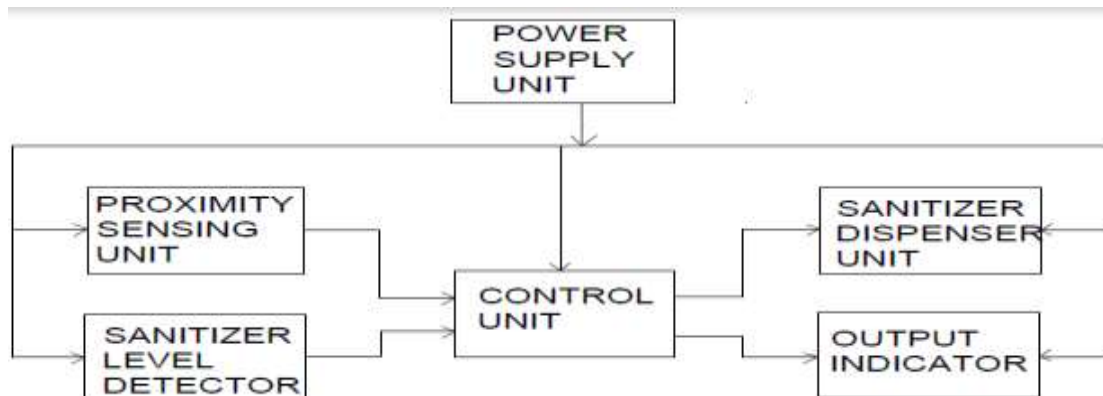 POWER
SUPPLY
UNIT
PROXIMITY
SENSING
UNIT
SANITIZER
DISPENSER
UNIT
CONTROL
UNIT
SANITIZER
LEVEL
DETECTOR
OUTPUT
INDICATOR